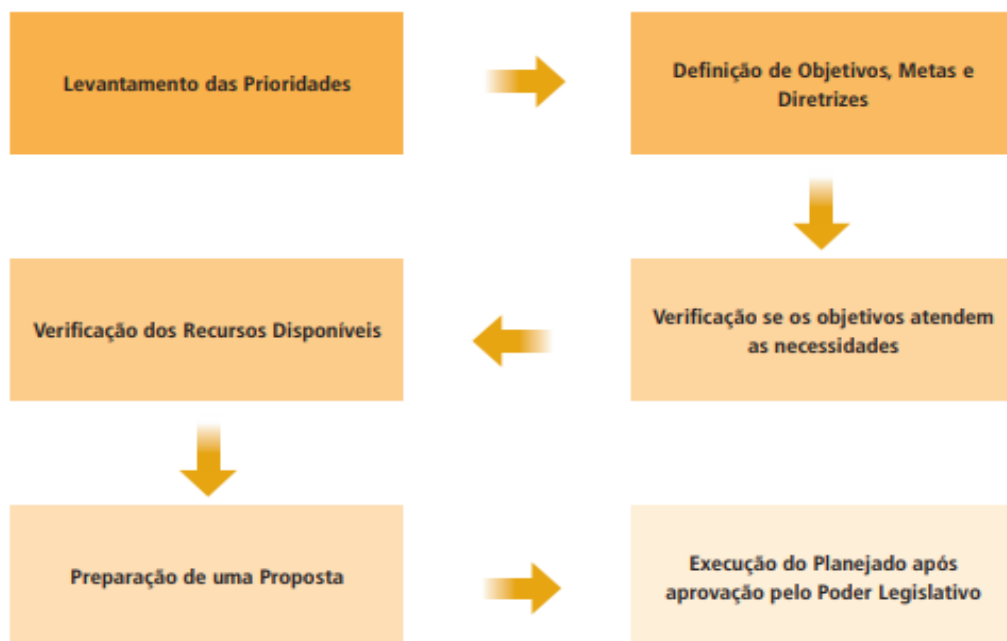 Levantamento das Prioridades
Definição de Objetivos, Metas e
Diretrizes
Verificação se os objetivos atendem
as necessidades
Verificação dos Recursos Disponíveis
Preparação de uma Proposta
Execução do Planejado após
aprovação pelo Poder Legislativo